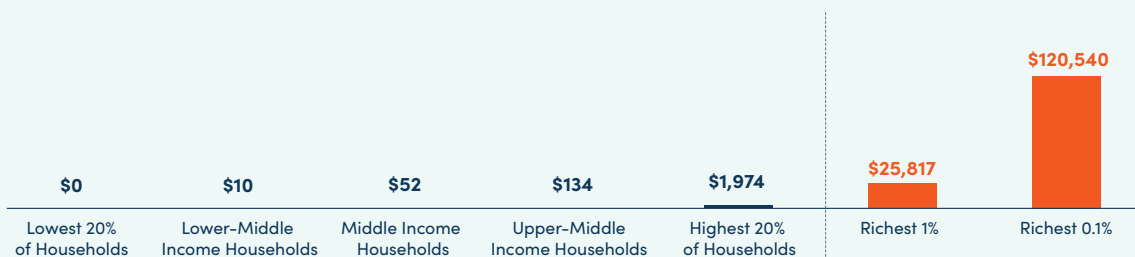 $120,540
$25,817
$0
$10
$52
$134
$1,974
Lowest 20%
of Households
Lower-Middle
Income Households
Middle Income
Households
Upper-Middle
Income Households
Highest 20%
of Households
Richest 1%
Richest 0.1%